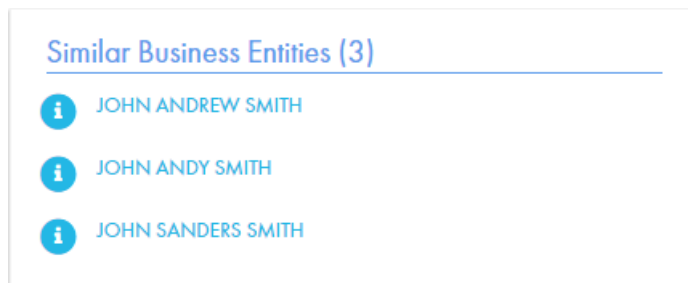 Similar Business Entities (3)
JOHN ANDREW SMITH
JOHN ANDY SMITH
JOHN SANDERS SMITH